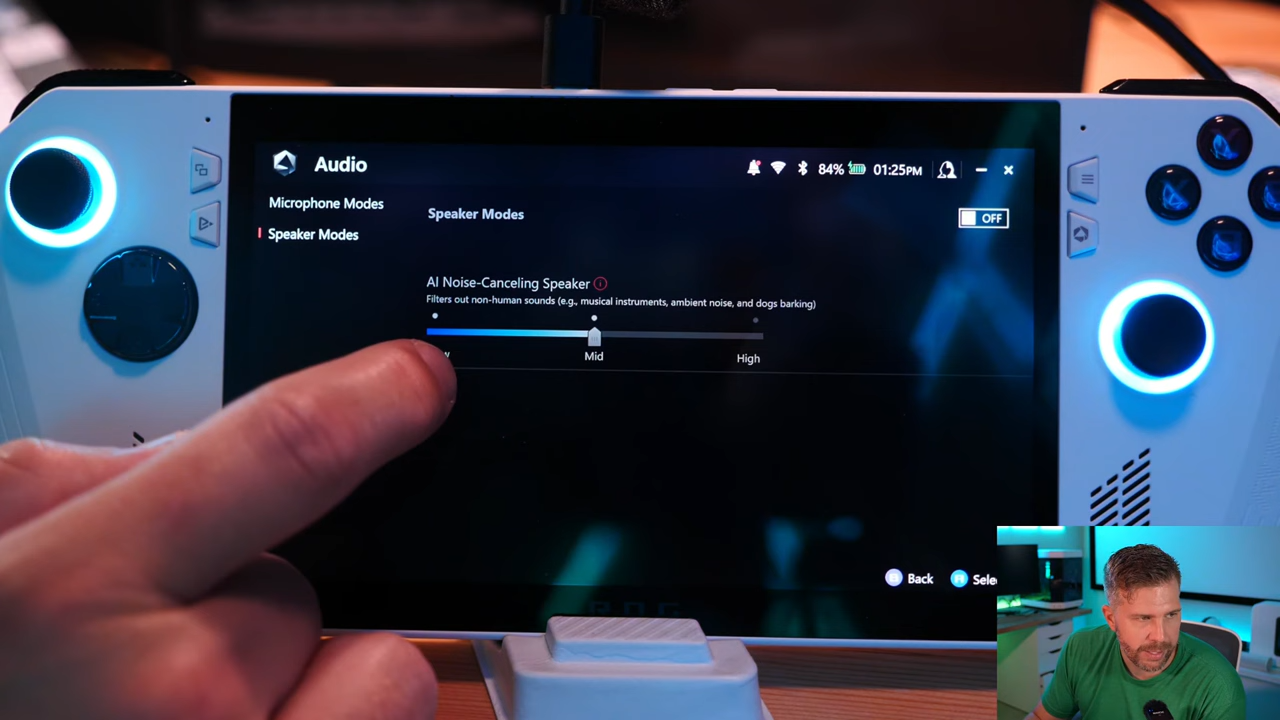 Audio
84% 01:25PM
Microphone Modes
Speaker Modes
Speaker Modes
OFF
AI Noise-Canceling Speaker
Filters out non-human sounds (e.g., musical instruments, ambient noise, and dogs barking)
Mid
High
Back
ROG